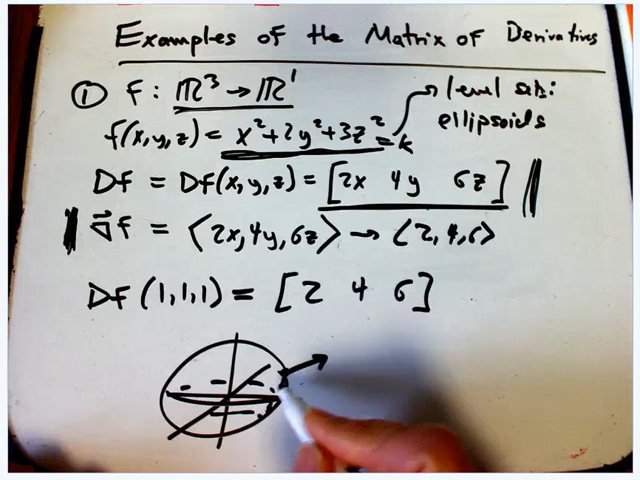 Examples of the Matrix of Derivatives
① f: ℝ³ → ℝ¹
level sets:
ellipsoids
f(x,y,z) = x²+2y²+3z² = k
Df = Df(x,y,z) = [2x 4y 6z]
∇⃗f = ⟨2x,4y,6z⟩ → ⟨2,4,6⟩
Df(1,1,1) = [2 4 6]